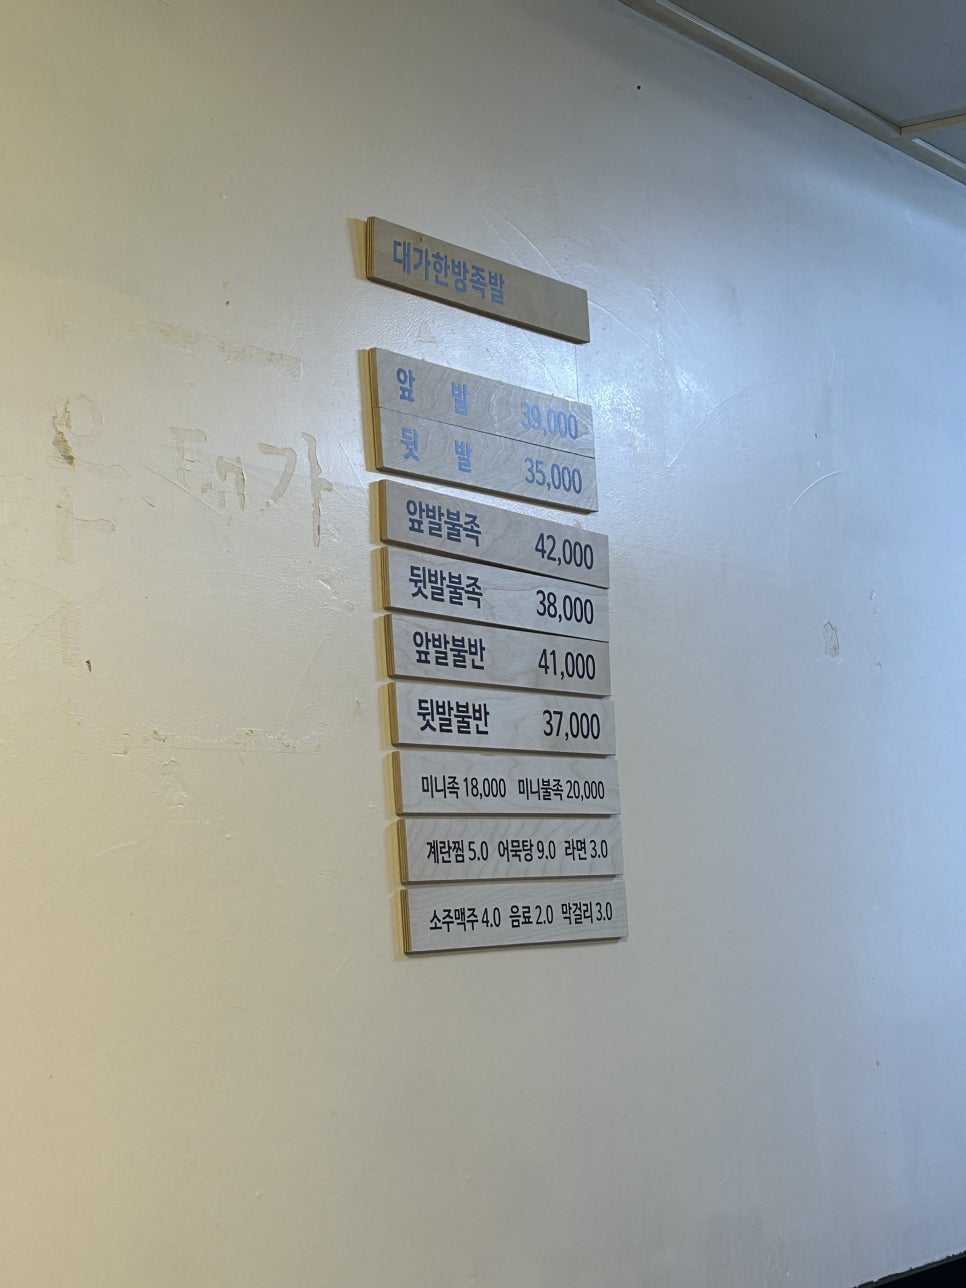 대가한방족발
앞 발 39,000
뒷 발 35,000
앞발불족 42,000
뒷발불족 38,000
앞발불반 41,000
뒷발불반 37,000
미니족 18,000 미니불족 20,000
계란찜 5.0 어묵탕 9.0 라면 3.0
소주맥주 4.0 음료 2.0 막걸리 3.0